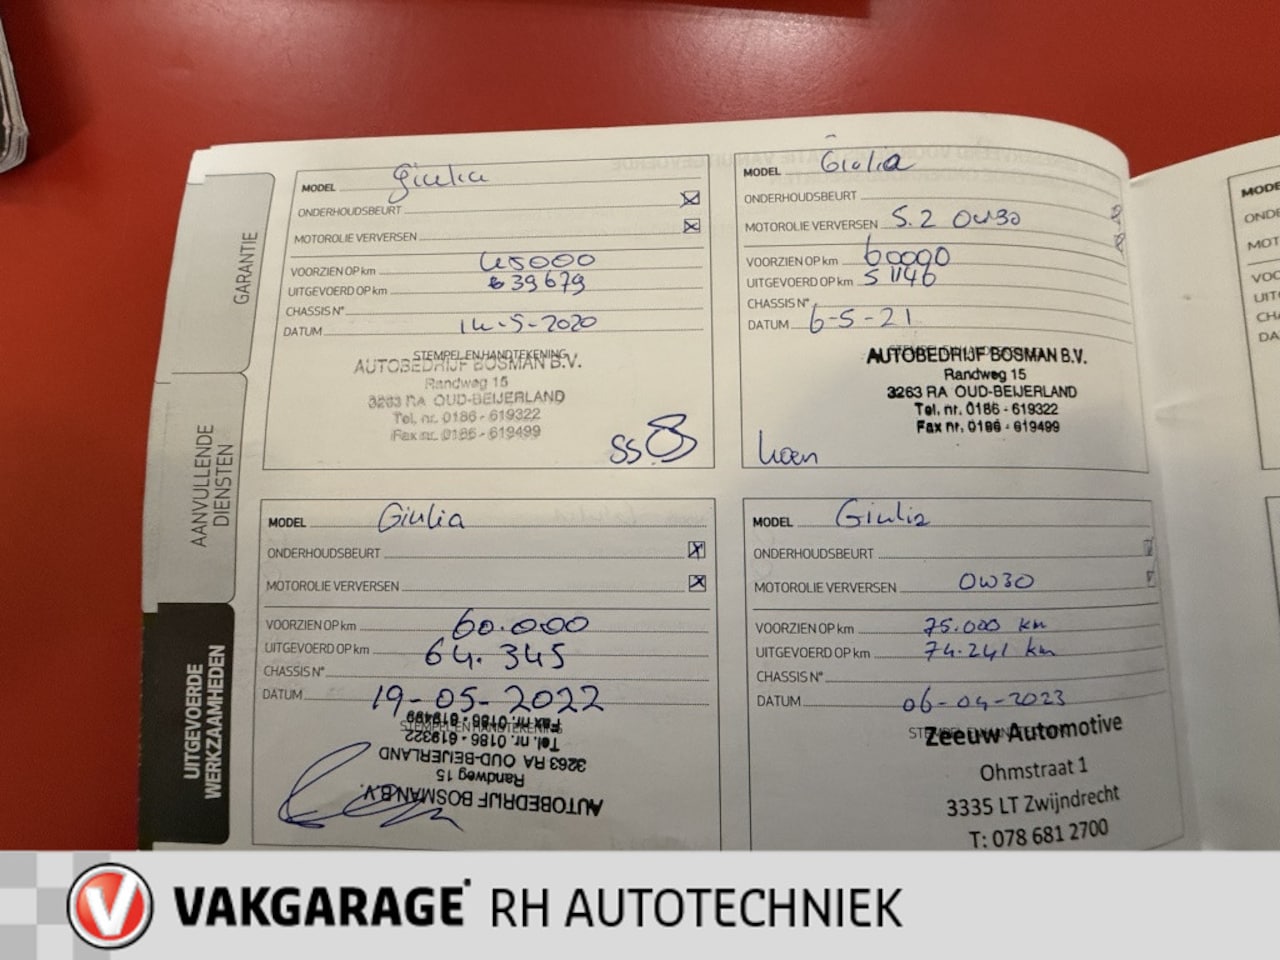 GARANTIE
AANVULLENDE
DIENSTEN
UITGEVOERDE
WERKZAAMHEDEN
MODEL Giulia
ONDERHOUDSBEURT
MOTOROLIE VERVERSEN
VOORZIEN OP km 45000
UITGEVOERD OP km 39679
CHASSIS N°
DATUM 14-5-2020
STEMPEL EN HANDTEKENING
AUTOBEDRIJF BOSMAN B.V.
Randweg 15
3263 RA OUD-BEIJERLAND
Tel. nr. 0186 - 619322
Fax nr. 0186 - 619499
MODEL Giulia
ONDERHOUDSBEURT
MOTOROLIE VERVERSEN 5.2 0W30
VOORZIEN OP km 60000
UITGEVOERD OP km 51146
CHASSIS N°
DATUM 6-5-21
AUTOBEDRIJF BOSMAN B.V.
Randweg 15
3263 RA OUD-BEIJERLAND
Tel. nr. 0186 - 619322
Fax nr. 0186 - 619499
MODEL Giulia
ONDERHOUDSBEURT
MOTOROLIE VERVERSEN
VOORZIEN OP km 60.000
UITGEVOERD OP km 64.345
CHASSIS N°
DATUM 19-05-2022
STEMPEL EN HANDTEKENING
AUTOBEDRIJF BOSMAN B.V.
Randweg 15
3263 RA OUD-BEIJERLAND
Tel. nr. 0186 - 619322
Fax nr. 0186 - 619499
MODEL Giulia
ONDERHOUDSBEURT
MOTOROLIE VERVERSEN 0W30
VOORZIEN OP km 75.000 km
UITGEVOERD OP km 74.241 km
CHASSIS N°
DATUM 06-04-2023
Zeeuw Automotive
Ohmstraat 1
3335 LT Zwijndrecht
T: 078 681 2700
VAKGARAGE RH AUTOTECHNIEK